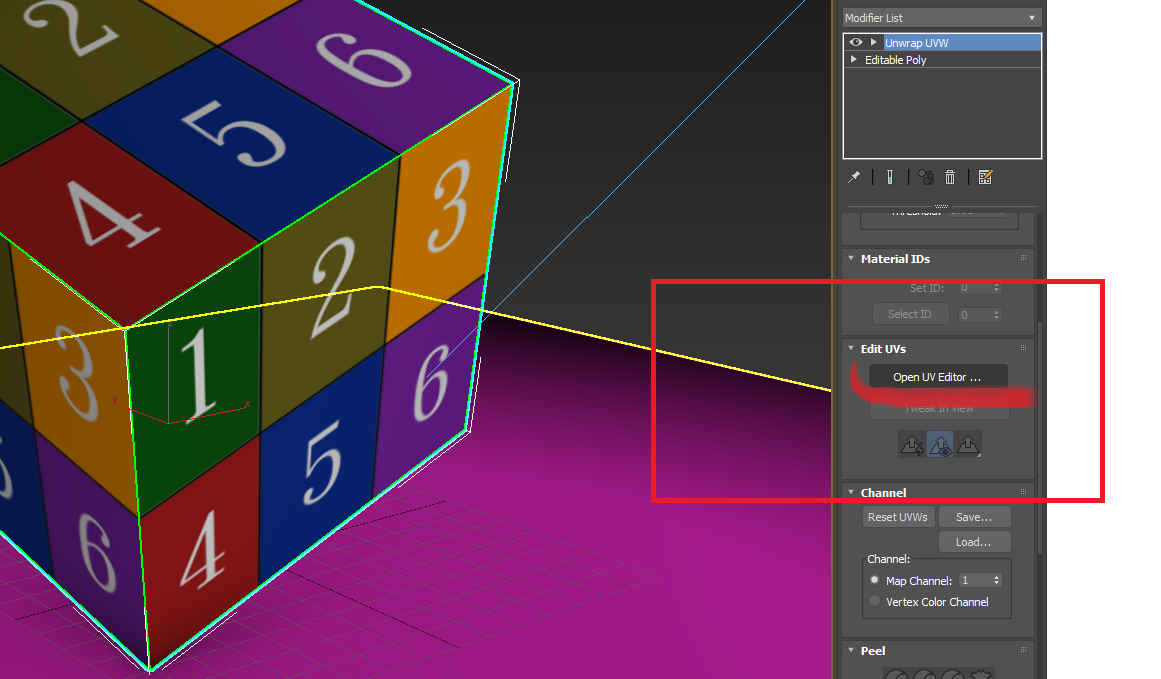 Modifier List
Unwrap UVW
Editable Poly
Threshold:
Material IDs
Set ID: 0
Select ID 0
Edit UVs
Open UV Editor ...
Tweak In View
Channel
Reset UVWs Save...
Load...
Channel:
Map Channel: 1
Vertex Color Channel
Peel
2
5 6
4 2 3
3 1 5 6
6 4
x
y